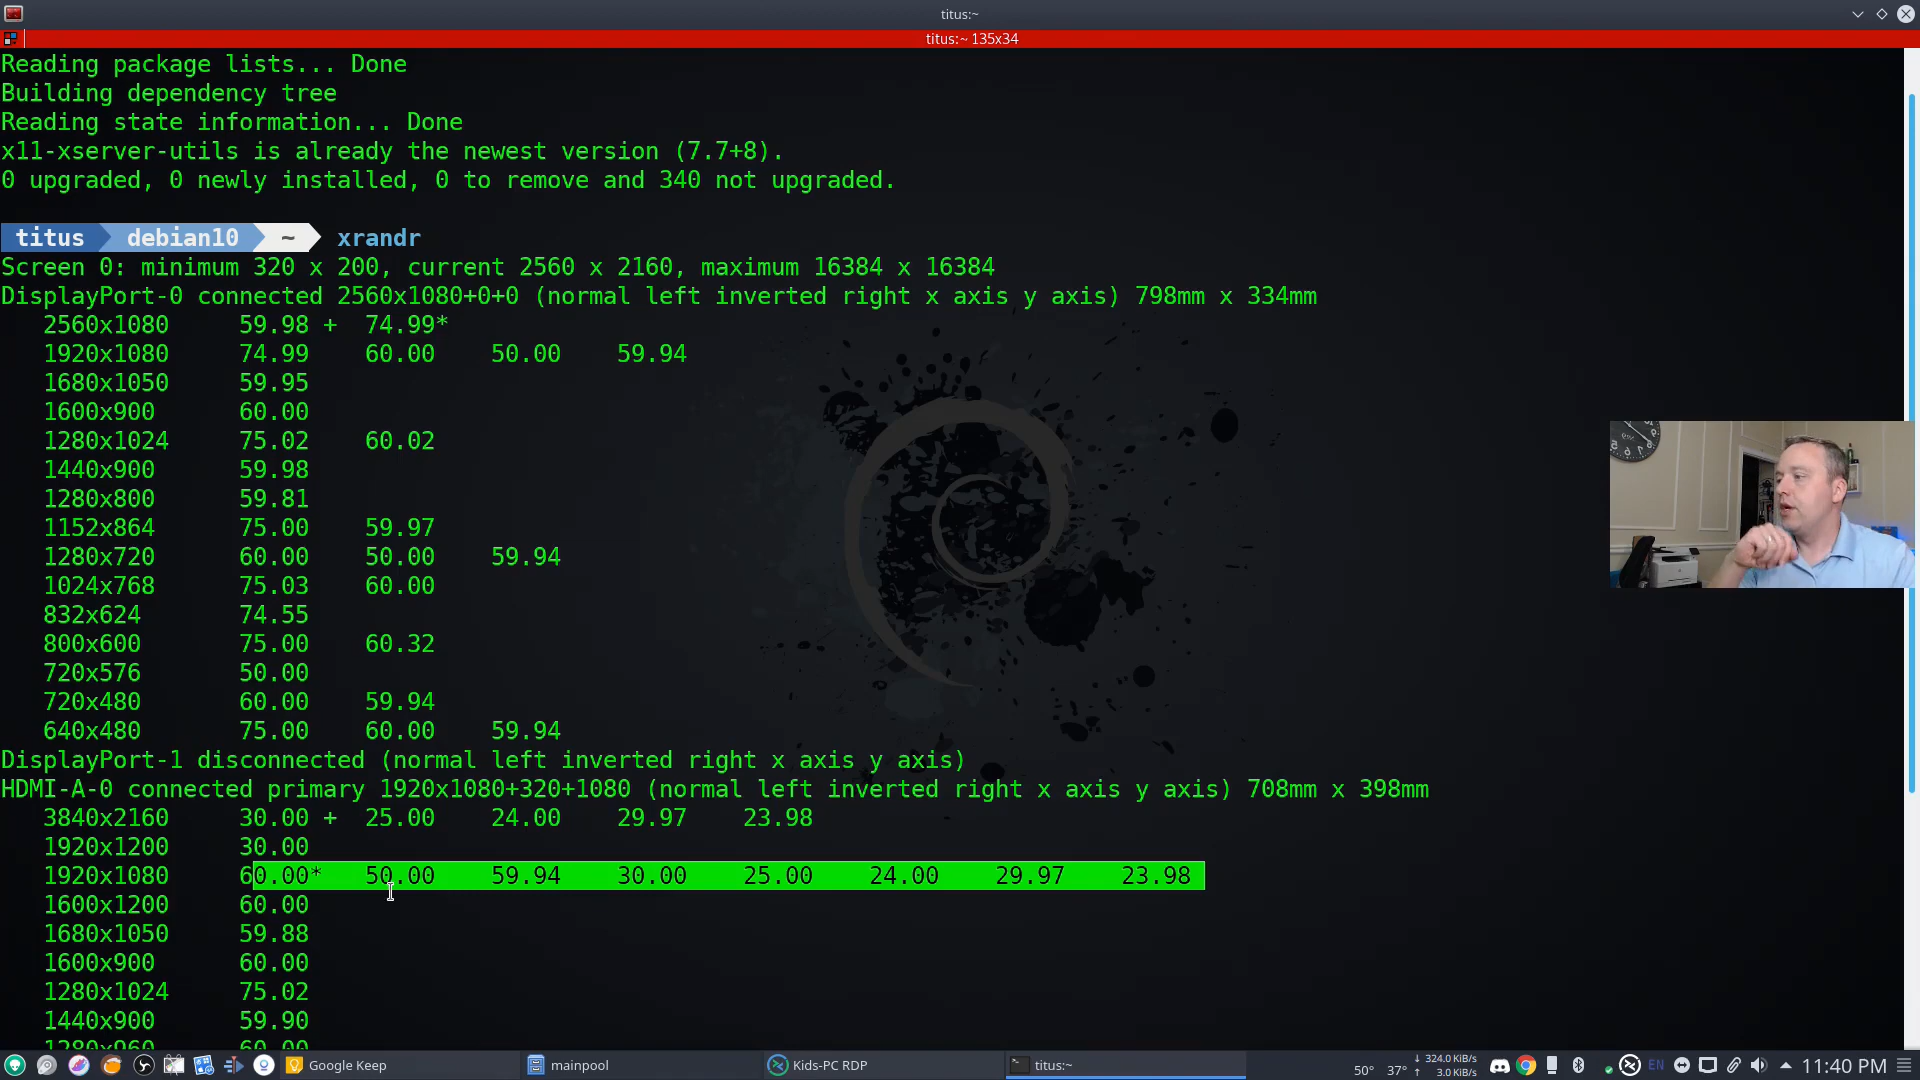 titus:~
titus:~ 135x34
Reading package lists... Done
Building dependency tree
Reading state information... Done
x11-xserver-utils is already the newest version (7.7+8).
0 upgraded, 0 newly installed, 0 to remove and 340 not upgraded.
titus debian10 ~ xrandr
Screen 0: minimum 320 x 200, current 2560 x 2160, maximum 16384 x 16384
DisplayPort-0 connected 2560x1080+0+0 (normal left inverted right x axis y axis) 798mm x 334mm
2560x1080 59.98 + 74.99*
1920x1080 74.99 60.00 50.00 59.94
1680x1050 59.95
1600x900 60.00
1280x1024 75.02 60.02
1440x900 59.98
1280x800 59.81
1152x864 75.00 59.97
1280x720 60.00 50.00 59.94
1024x768 75.03 60.00
832x624 74.55
800x600 75.00 60.32
720x576 50.00
720x480 60.00 59.94
640x480 75.00 60.00 59.94
DisplayPort-1 disconnected (normal left inverted right x axis y axis)
HDMI-A-0 connected primary 1920x1080+320+1080 (normal left inverted right x axis y axis) 708mm x 398mm
3840x2160 30.00 + 25.00 24.00 29.97 23.98
1920x1200 30.00
1920x1080 60.00* 50.00 59.94 30.00 25.00 24.00 29.97 23.98
1600x1200 60.00
1680x1050 59.88
1600x900 60.00
1280x1024 75.02
1440x900 59.90
1280x960 60.00
Google Keep mainpool Kids-PC RDP titus:~ 50° 37° ↓ 324.0 KiB/s ↑ 3.0 KiB/s EN 11:40 PM